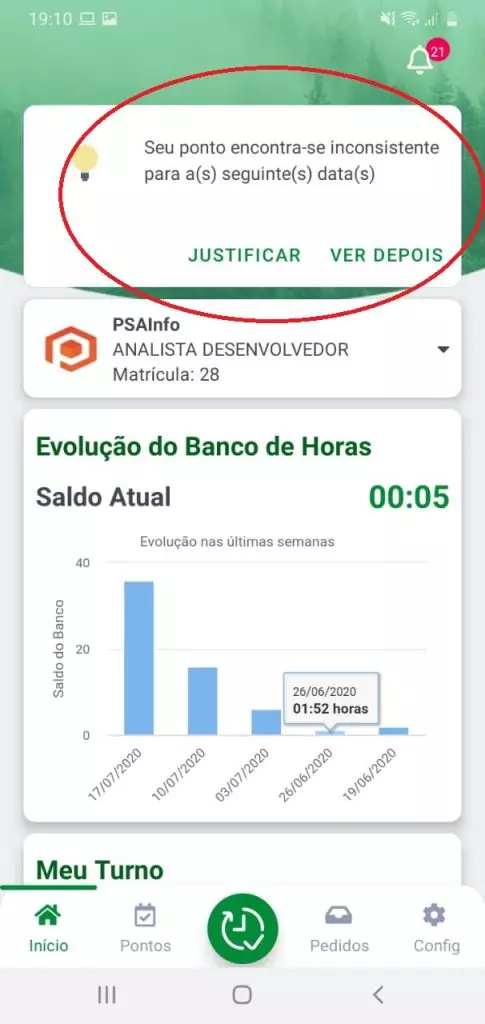 19:10
21
Seu ponto encontra-se inconsistente
para a(s) seguinte(s) data(s)
JUSTIFICAR VER DEPOIS
PSAInfo
ANALISTA DESENVOLVEDOR
Matrícula: 28
Evolução do Banco de Horas
Saldo Atual 00:05
Evolução nas últimas semanas
Saldo do Banco
40
20
0
26/06/2020
01:52 horas
17/07/2020 10/07/2020 03/07/2020 26/06/2020 19/06/2020
Meu Turno
Início Pontos Pedidos Config